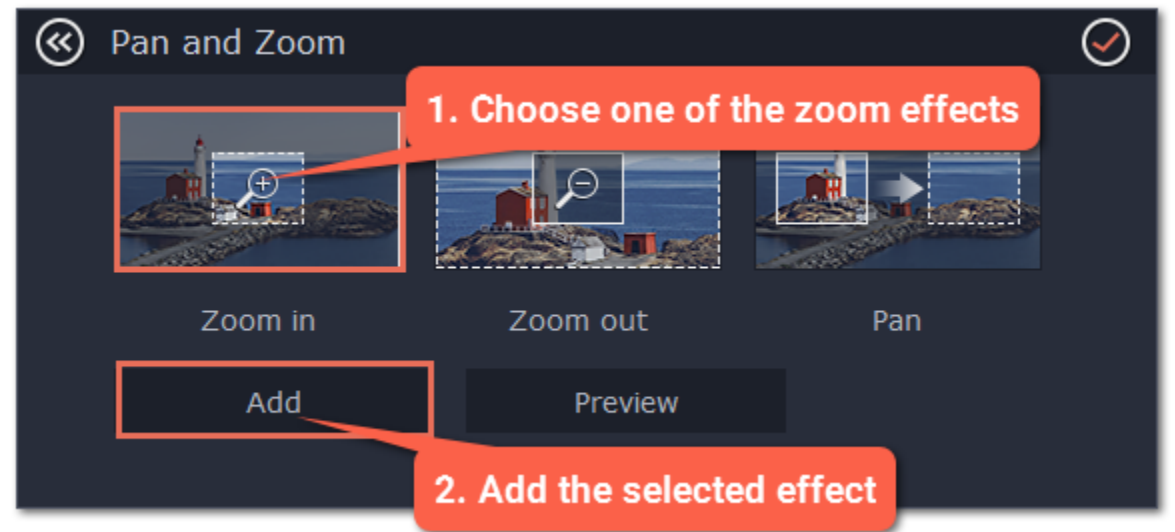 Pan and Zoom
1. Choose one of the zoom effects
Zoom in
Zoom out
Pan
Add
Preview
2. Add the selected effect